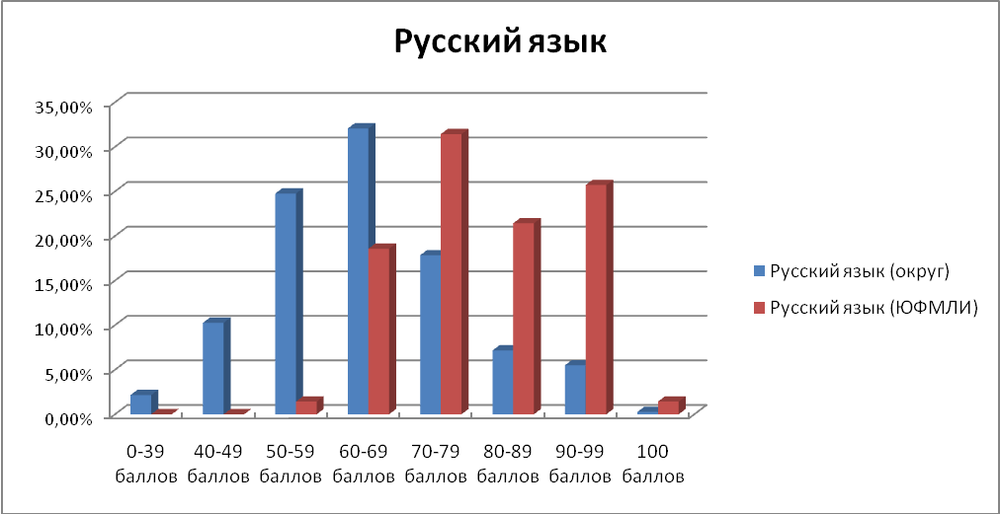 Русский язык
35,00%
30,00%
25,00%
20,00%
15,00%
10,00%
5,00%
0,00%
0-39 40-49 50-59 60-69 70-79 80-89 90-99 100
баллов баллов баллов баллов баллов баллов баллов баллов
Русский язык (округ)
Русский язык (ЮФМЛИ)